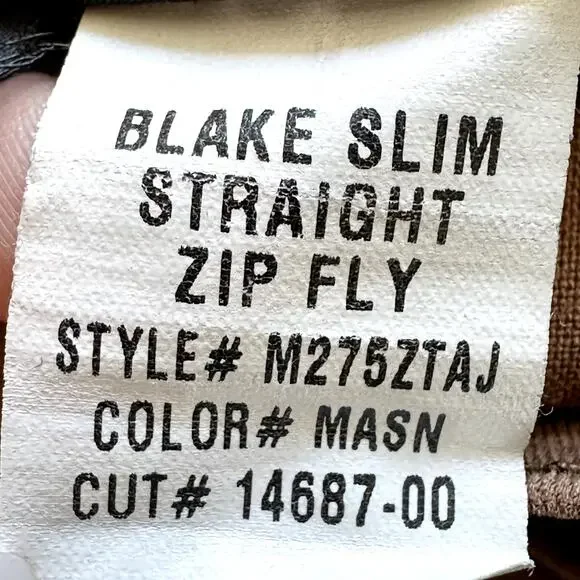 BLAKE SLIM
STRAIGHT
ZIP FLY
STYLE# M275ZTAJ
COLOR# MASN
CUT# 14687-00